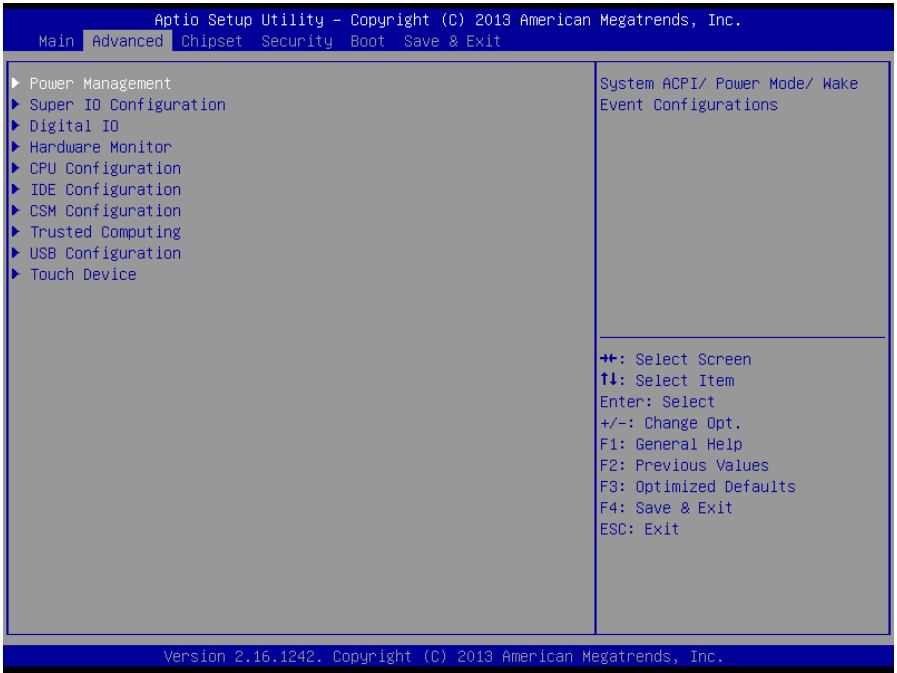 Aptio Setup Utility – Copyright (C) 2013 American Megatrends, Inc.
Main Advanced Chipset Security Boot Save & Exit
Power Management
Super IO Configuration
Digital IO
Hardware Monitor
CPU Configuration
IDE Configuration
CSM Configuration
Trusted Computing
USB Configuration
Touch Device
System ACPI/ Power Mode/ Wake
Event Configurations
→←: Select Screen
↑↓: Select Item
Enter: Select
+/-: Change Opt.
F1: General Help
F2: Previous Values
F3: Optimized Defaults
F4: Save & Exit
ESC: Exit
Version 2.16.1242. Copyright (C) 2013 American Megatrends, Inc.